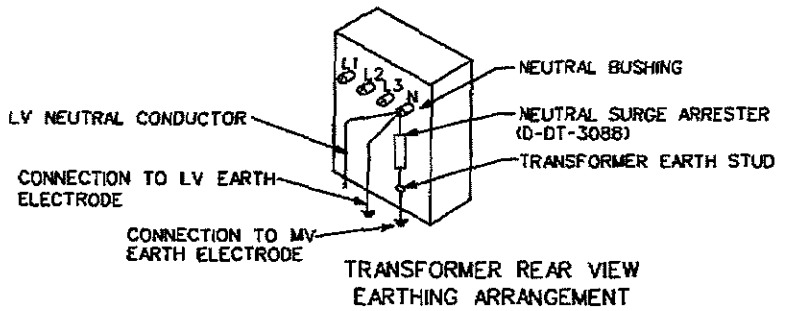 L1
L2
L3
N
NEUTRAL BUSHING
LV NEUTRAL CONDUCTOR
NEUTRAL SURGE ARRESTER
(D-DT-3088)
TRANSFORMER EARTH STUD
CONNECTION TO LV EARTH
ELECTRODE
CONNECTION TO MV
EARTH ELECTRODE
TRANSFORMER REAR VIEW
EARTHING ARRANGEMENT